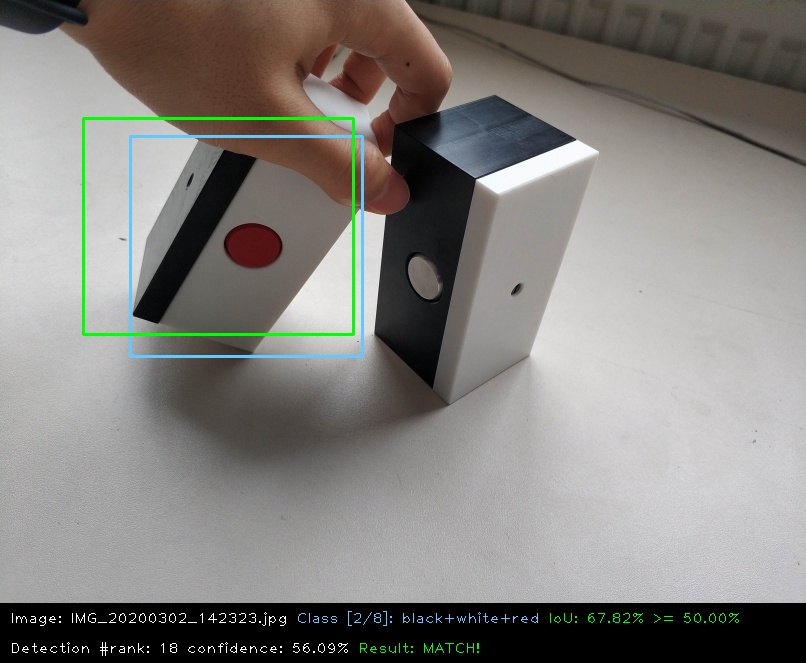 Image: IMG_20200302_142323.jpg Class [2/8]: black+white+red IoU: 67.82% >= 50.00%
Detection #rank: 18 confidence: 56.09% Result: MATCH!